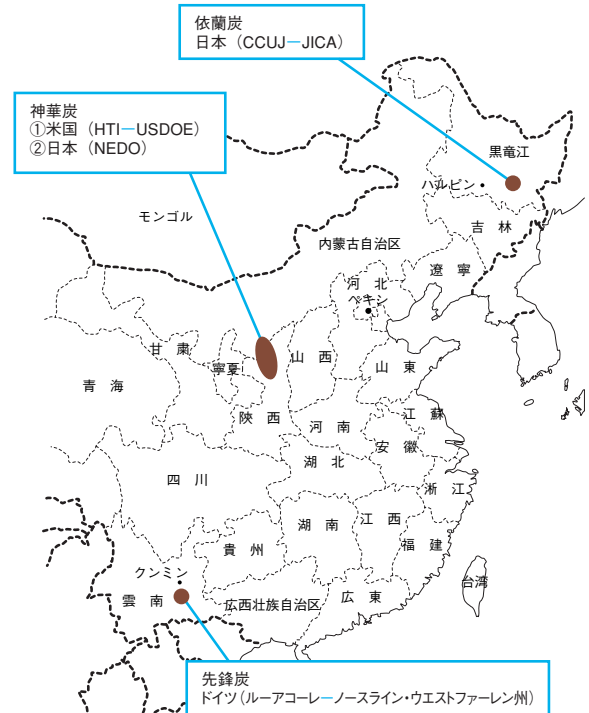 依蘭炭
日本（CCUJ―JICA）
神華炭
①米国（HTI―USDOE）
②日本（NEDO）
黒竜江
ハルビン
モンゴル
吉林
内蒙古自治区
遼寧
河北
ペキン
甘粛
寧夏
山西
山東
青海
陝西
河南
江蘇
安徽
湖北
四川
浙江
湖南
江西
貴州
福建
クンミン
台湾
雲南
広西壮族自治区
広東
先鋒炭
ドイツ（ルーアコーレ―ノースライン・ウエストファーレン州）